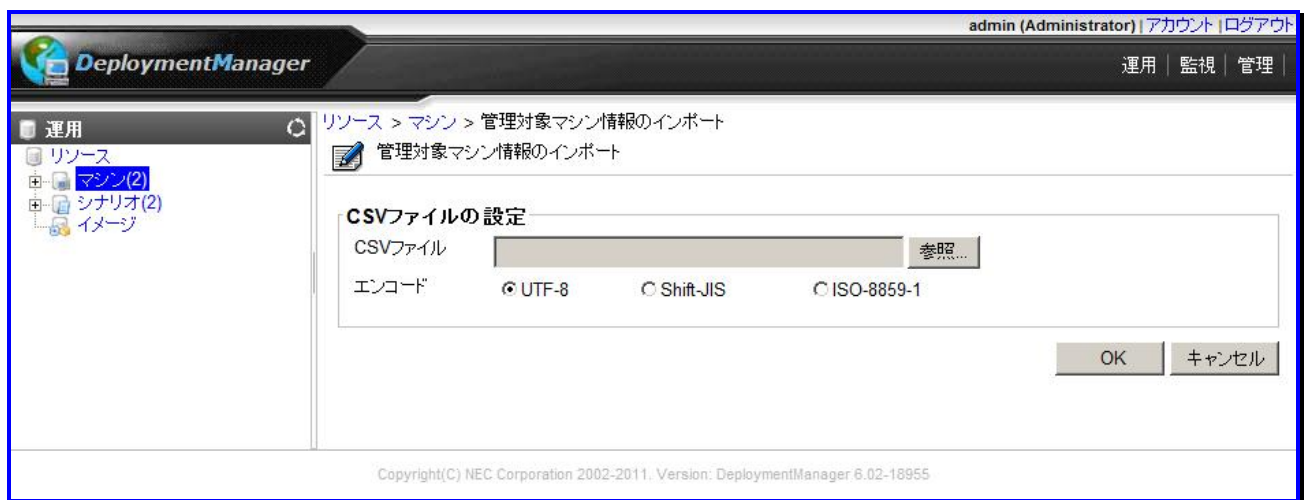 admin (Administrator) | アカウント | ログアウト
DeploymentManager
運用 | 監視 | 管理 |
運用
リソース > マシン > 管理対象マシン情報のインポート
リソース
管理対象マシン情報のインポート
マシン(2)
シナリオ(2)
イメージ
CSVファイルの設定
CSVファイル 参照...
エンコード UTF-8 Shift-JIS ISO-8859-1
OK キャンセル
Copyright(C) NEC Corporation 2002-2011. Version: DeploymentManager 6.02-18955